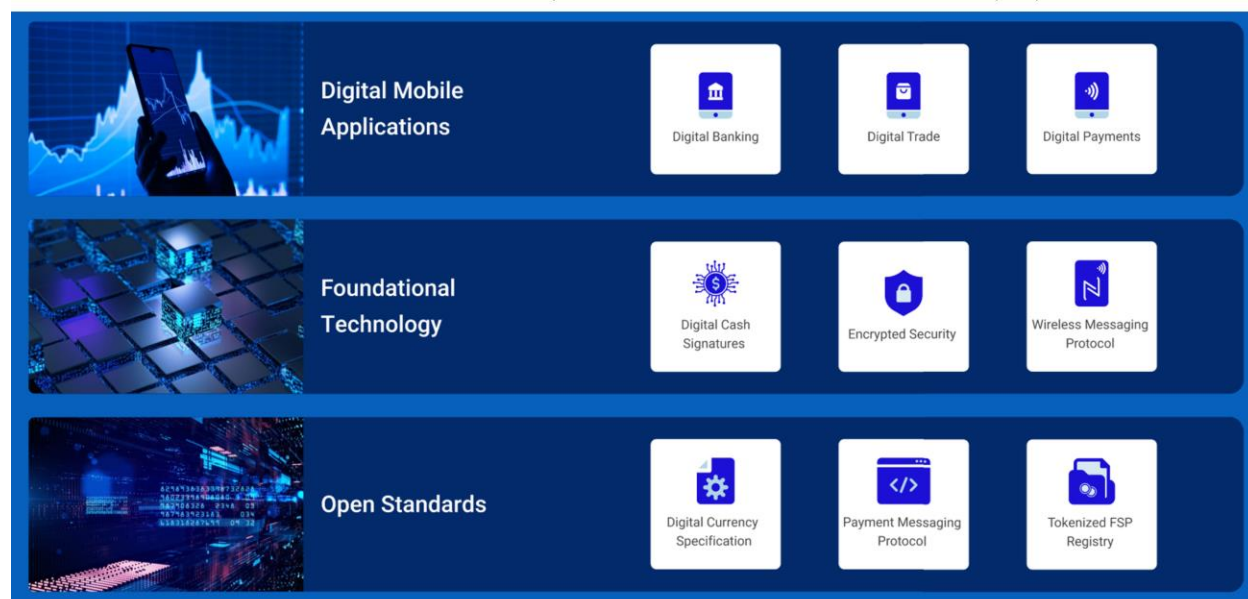 Digital Mobile
Applications
Digital Banking
Digital Trade
Digital Payments
Foundational
Technology
Digital Cash
Signatures
Encrypted Security
Wireless Messaging
Protocol
Open Standards
Digital Currency
Specification
Payment Messaging
Protocol
Tokenized FSP
Registry